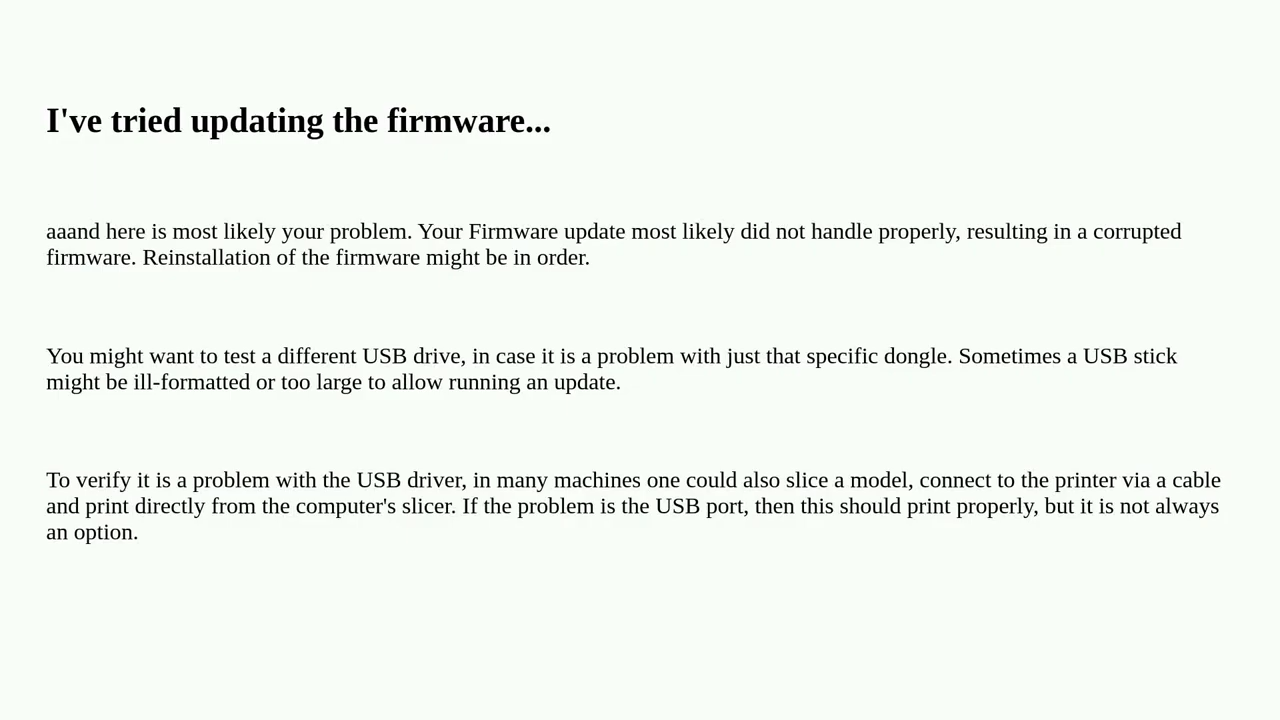 I've tried updating the firmware...
aaand here is most likely your problem. Your Firmware update most likely did not handle properly, resulting in a corrupted
firmware. Reinstallation of the firmware might be in order.
You might want to test a different USB drive, in case it is a problem with just that specific dongle. Sometimes a USB stick
might be ill-formatted or too large to allow running an update.
To verify it is a problem with the USB driver, in many machines one could also slice a model, connect to the printer via a cable
and print directly from the computer's slicer. If the problem is the USB port, then this should print properly, but it is not always
an option.